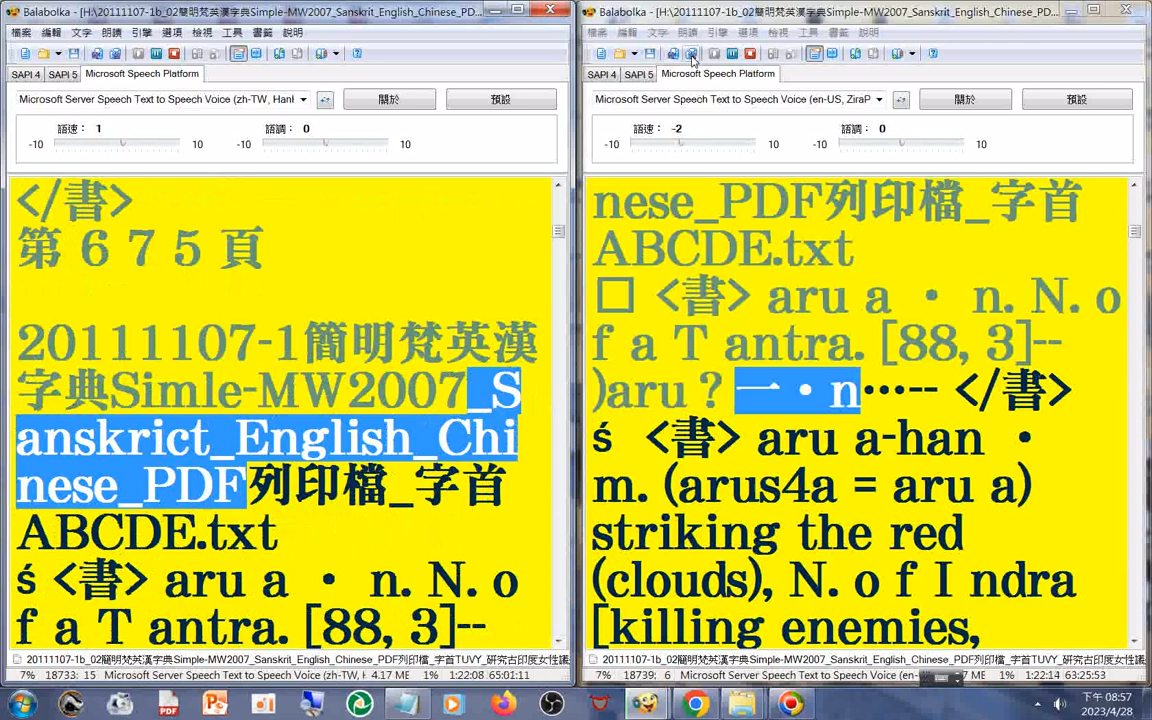 Balabolka - [H:\20111107-1b_02簡明梵英漢字典Simple-MW2007_Sanskrit_English_Chinese_PD...
檔案 編輯 文字 朗讀 引擎 選項 檢視 工具 書籤 說明
SAPI 4 SAPI 5 Microsoft Speech Platform
Microsoft Server Speech Text to Speech Voice (zh-TW, Hanl
關於 預設
語速： 1 語調： 0
-10 10 -10 10
</書>
第 6 7 5 頁
20111107-1簡明梵英漢
字典Simle-MW2007_S
anskrict_English_Chi
nese_PDF列印檔_字首
ABCDE.txt
ś <書> aru a ‧ n. N. o
f a T antra. [88, 3]--
20111107-1b_02簡明梵英漢字典Simple-MW2007_Sanskrit_English_Chinese_PDF列印檔_字首TUVY_研究古印度女性議
7% 18733: 15 Microsoft Server Speech Text to Speech Voice (zh-TW, H 4.17 MB 1% 1:22:08 65:01:11
Balabolka - [H:\20111107-1b_02簡明梵英漢字典Simple-MW2007_Sanskrit_English_Chinese_PD...
檔案 編輯 文字 朗讀 引擎 選項 檢視 工具 書籤 說明
SAPI 4 SAPI 5 Microsoft Speech Platform
Microsoft Server Speech Text to Speech Voice (en-US, ZiraP
關於 預設
語速： -2 語調： 0
-10 10 -10 10
nese_PDF列印檔_字首
ABCDE.txt
□ <書> aru a ‧ n. N. o
f a T antra. [88, 3]--
)aru？一‧n…-- </書>
ś <書> aru a-han ‧
m. (arus4a = aru a)
striking the red
(clouds), N. o f I ndra
[killing enemies,
20111107-1b_02簡明梵英漢字典Simple-MW2007_Sanskrit_English_Chinese_PDF列印檔_字首TUVY_研究古印度女性議
7% 18739: 6 Microsoft Server Speech Text to Speech Voice (en- 1% 1:22:14 63:25:53
下午 08:57
2023/4/28